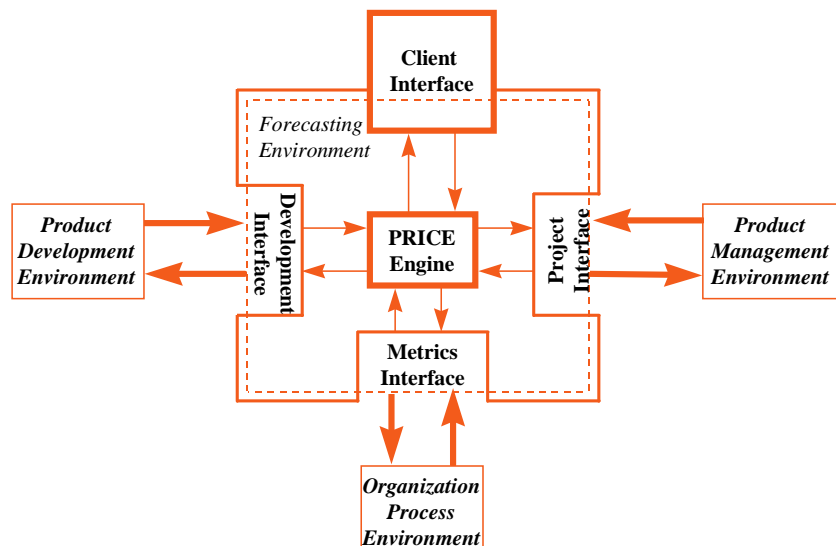 Client
Interface
Forecasting
Environment
Product
Development
Environment
Development
Interface
PRICE
Engine
Project
Interface
Product
Management
Environment
Metrics
Interface
Organization
Process
Environment